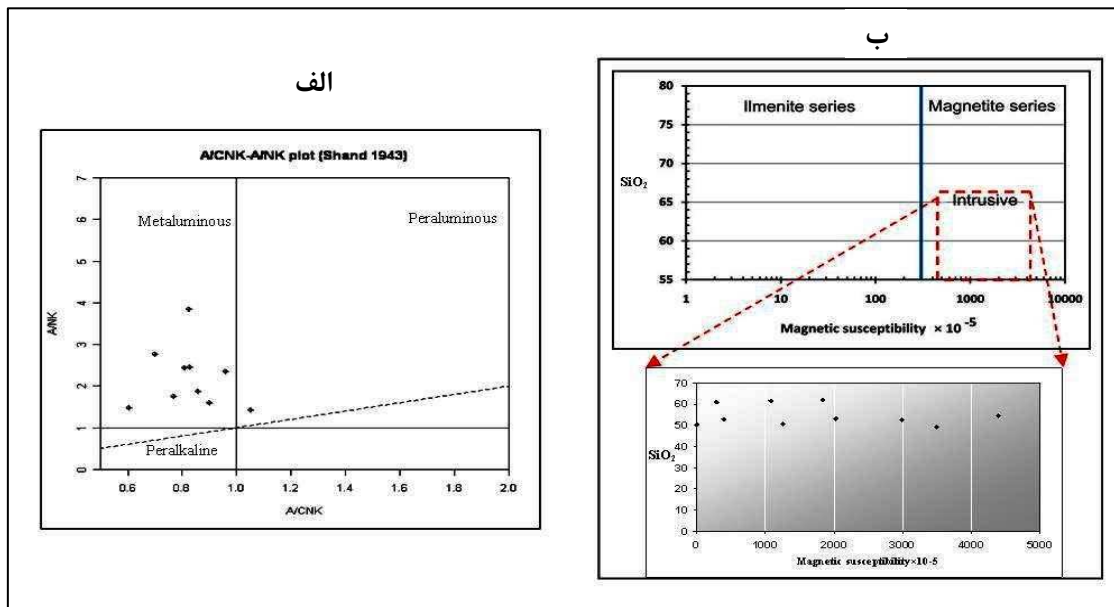 الف
A/CNK-A/NK plot (Shand 1943)
7
6
5
4
3
2
1
0
A/NK
Metaluminous
Peraluminous
Peralkaline
0.6 0.8 1.0 1.2 1.4 1.6 1.8 2.0
A/CNK
ب
80
75
70
65
60
55
SiO2
Ilmenite series
Magnetite series
Intrusive
1 10 100 1000 10000
Magnetic susceptibility × 10 -5
70
60
50
40
30
20
10
0
SiO2
0 1000 2000 3000 4000 5000
Magnetic susceptibility×10-5